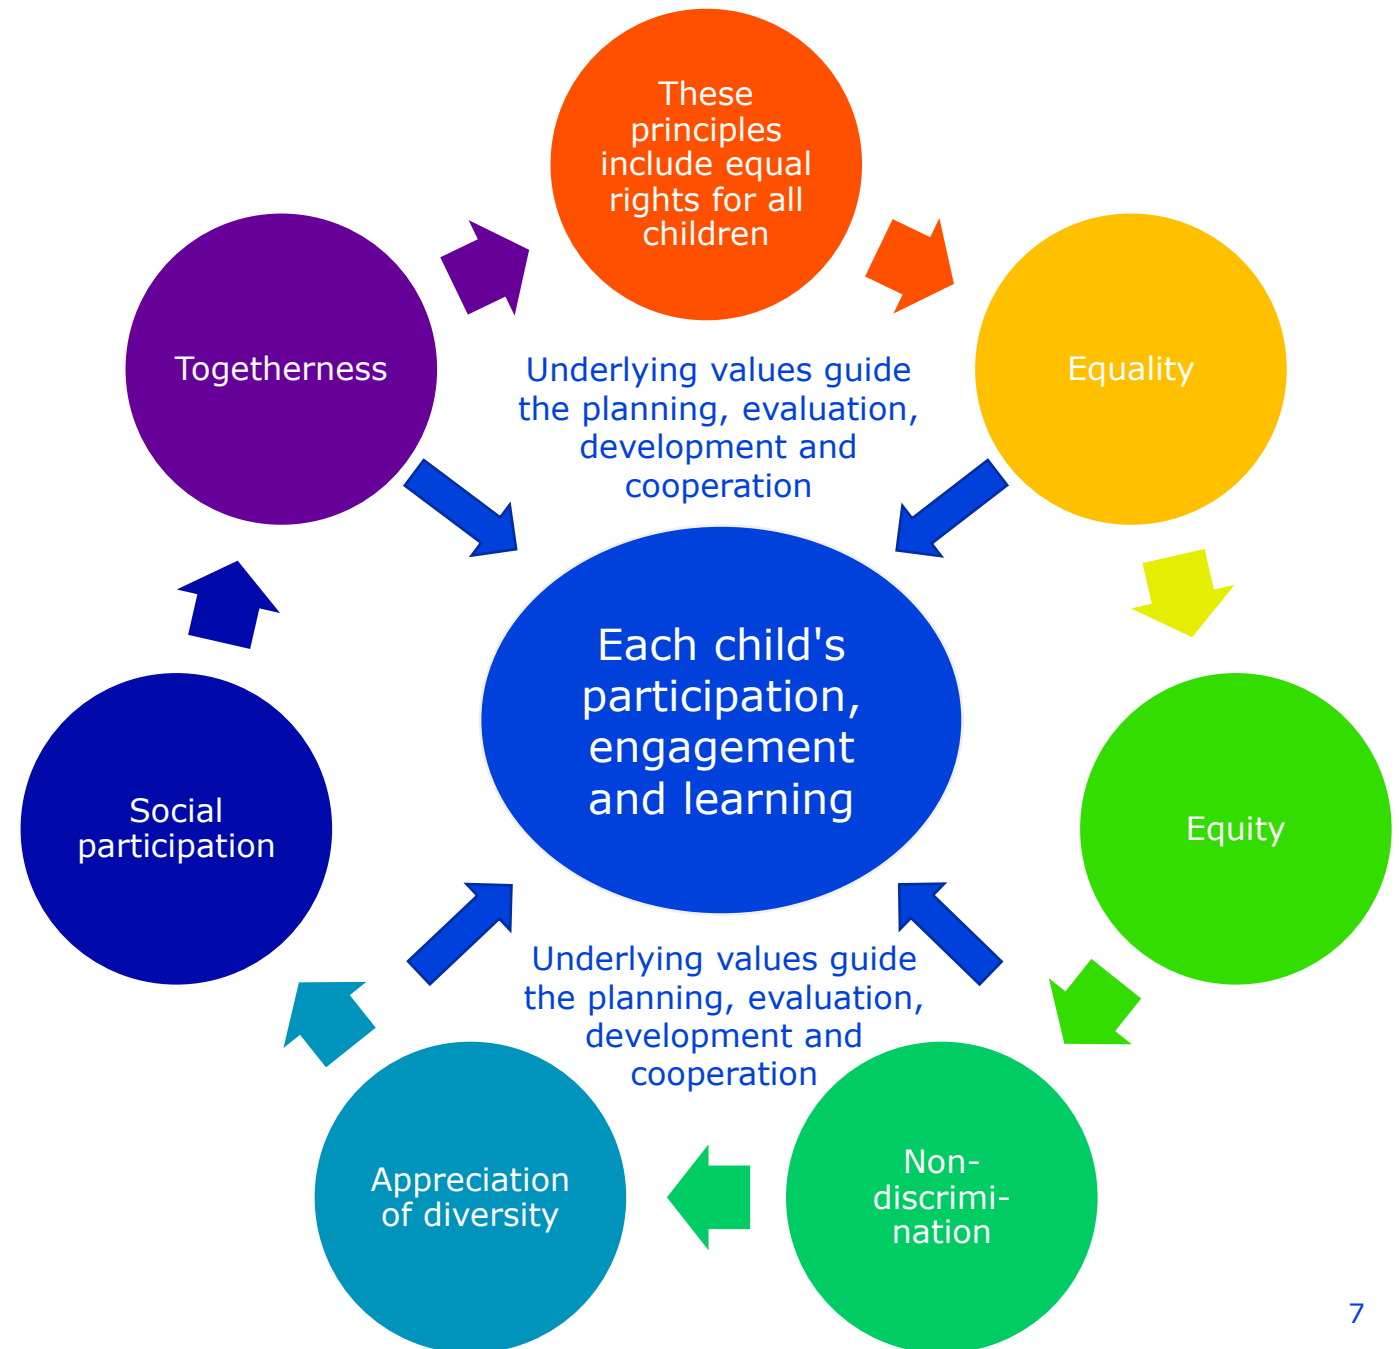 These
principles
include equal
rights for all
children
Togetherness
Underlying values guide
the planning, evaluation,
development and
cooperation
Equality
Each child's
participation,
engagement
and learning
Social
participation
Equity
Underlying values guide
the planning, evaluation,
development and
cooperation
Appreciation
of diversity
Non-
discrimi-
nation
7